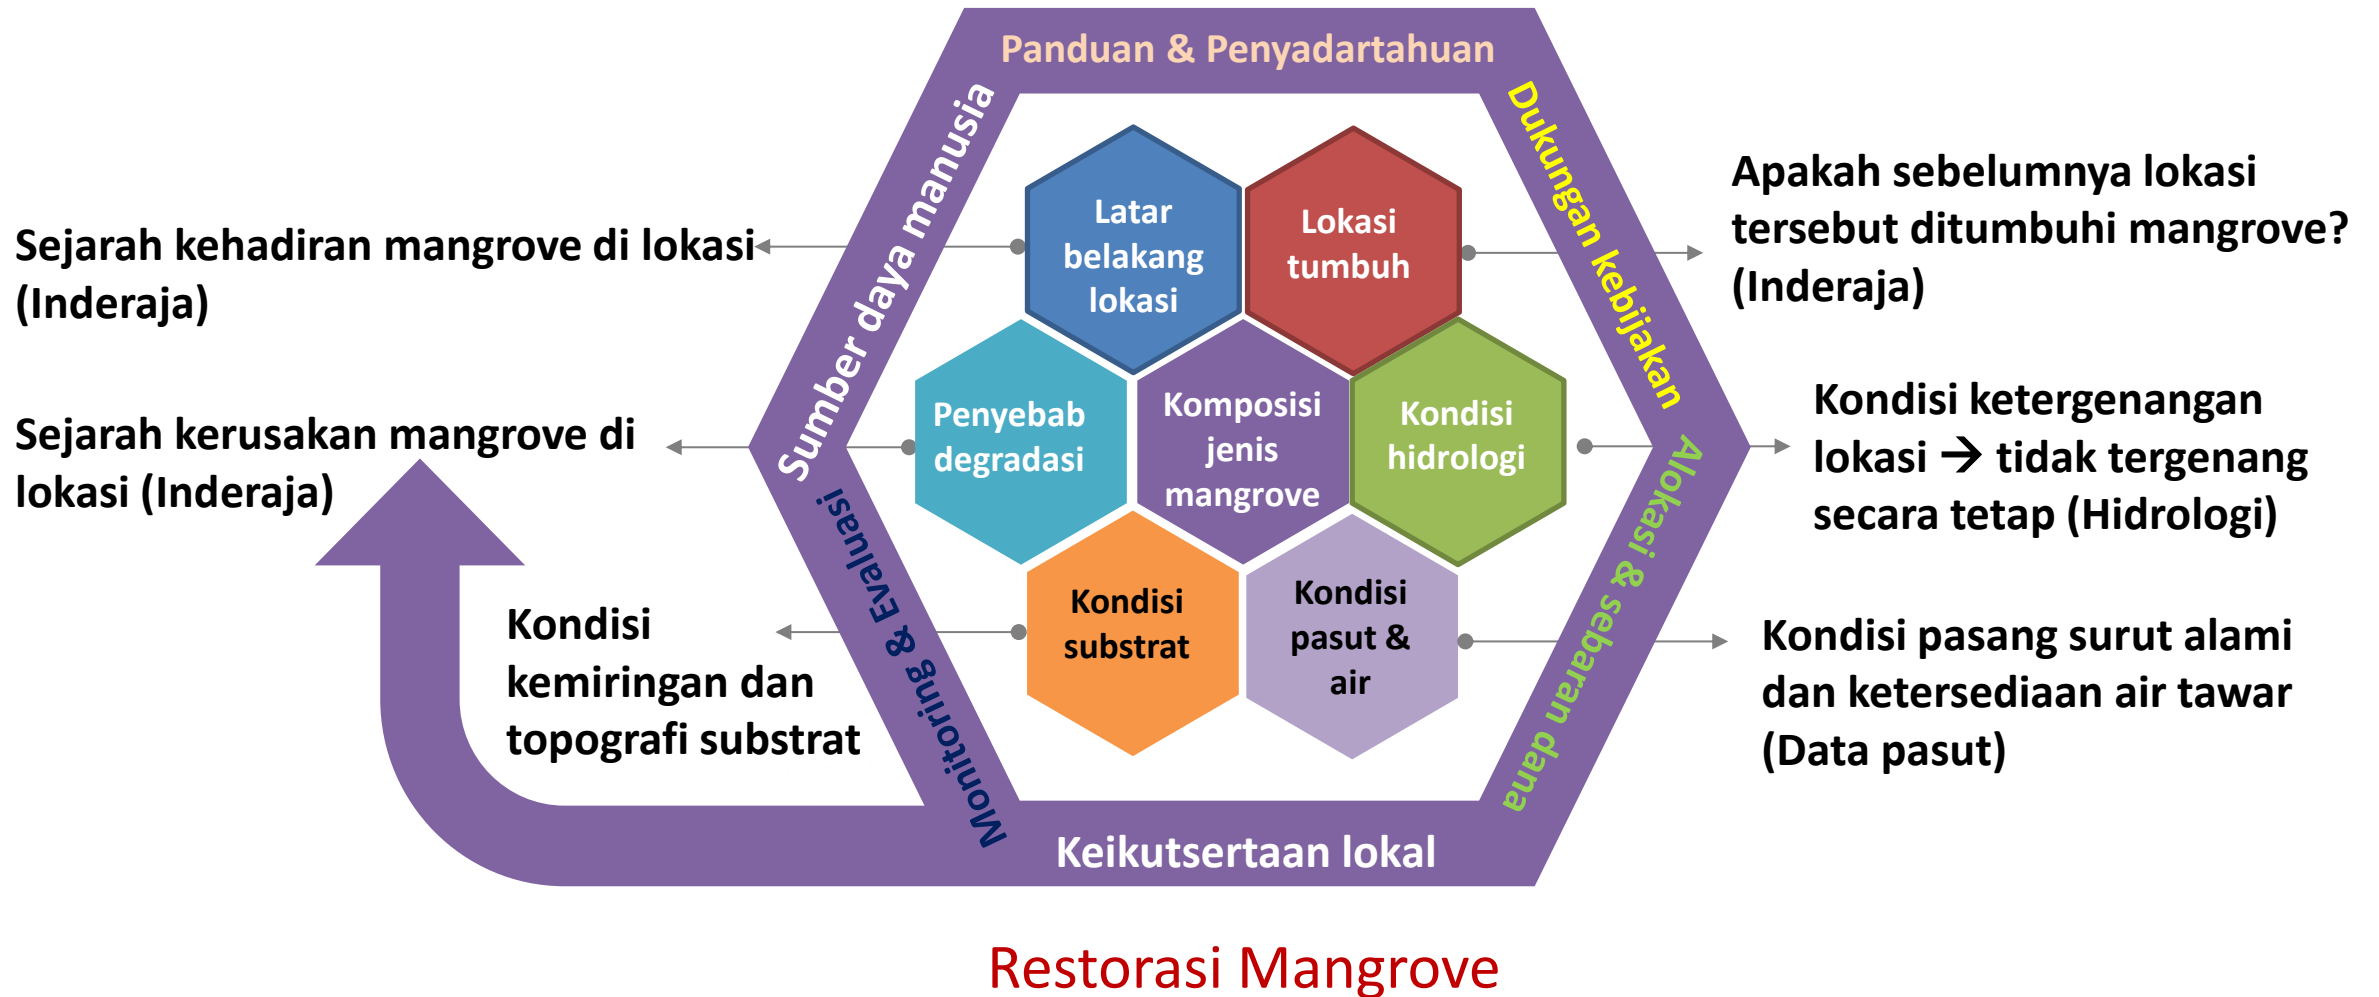 Panduan & Penyadartahuan
Sumber daya manusia
Dukungan kebijakan
Latar
belakang
lokasi
Lokasi
tumbuh
Sejarah kehadiran mangrove di lokasi
(Inderaja)
Apakah sebelumnya lokasi
tersebut ditumbuhi mangrove?
(Inderaja)
Penyebab
degradasi
Komposisi
jenis
mangrove
Kondisi
hidrologi
Sejarah kerusakan mangrove di
lokasi (Inderaja)
Kondisi ketergenangan
lokasi → tidak tergenang
secara tetap (Hidrologi)
Monitoring & Evaluasi
Alokasi & sebaran dana
Kondisi
substrat
Kondisi
pasut &
air
Kondisi
kemiringan dan
topografi substrat
Kondisi pasang surut alami
dan ketersediaan air tawar
(Data pasut)
Keikutsertaan lokal
Restorasi Mangrove